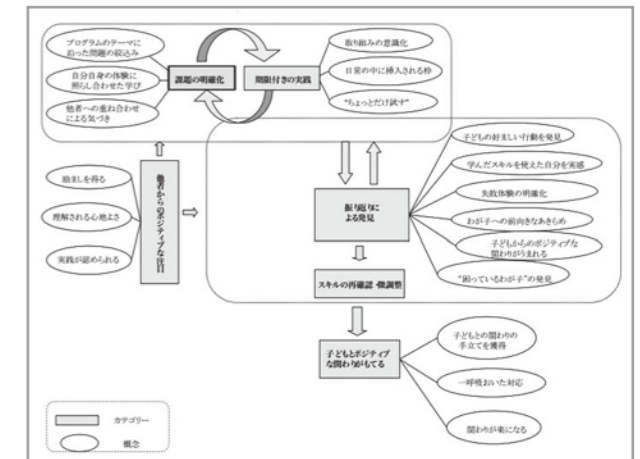 プログラムのテーマに
沿った問題の絞込み
自分自身の体験に
照らし合わせた学び
他者への重ね合わせ
による気づき
課題の明確化
期限付きの実践
取り組みの意識化
日常の中に挿入される枠
“ちょっとだけ試す”
励ましを得る
理解される心地よさ
実践が認められる
他者からのポジティブな注目
振り返りに
よる発見
子どもの好ましい行動を発見
学んだスキルを使えた自分を実感
失敗体験の明確化
わが子への前向きなあきらめ
子どもからのポジティブな
関わりがうまれる
“困っているわが子”の発見
スキルの再確認・微調整
子どもとポジティブ
な関わりがもてる
子どもとの関わりの
手立てを獲得
一呼吸おいた対応
関わりが楽になる
カテゴリー
概念